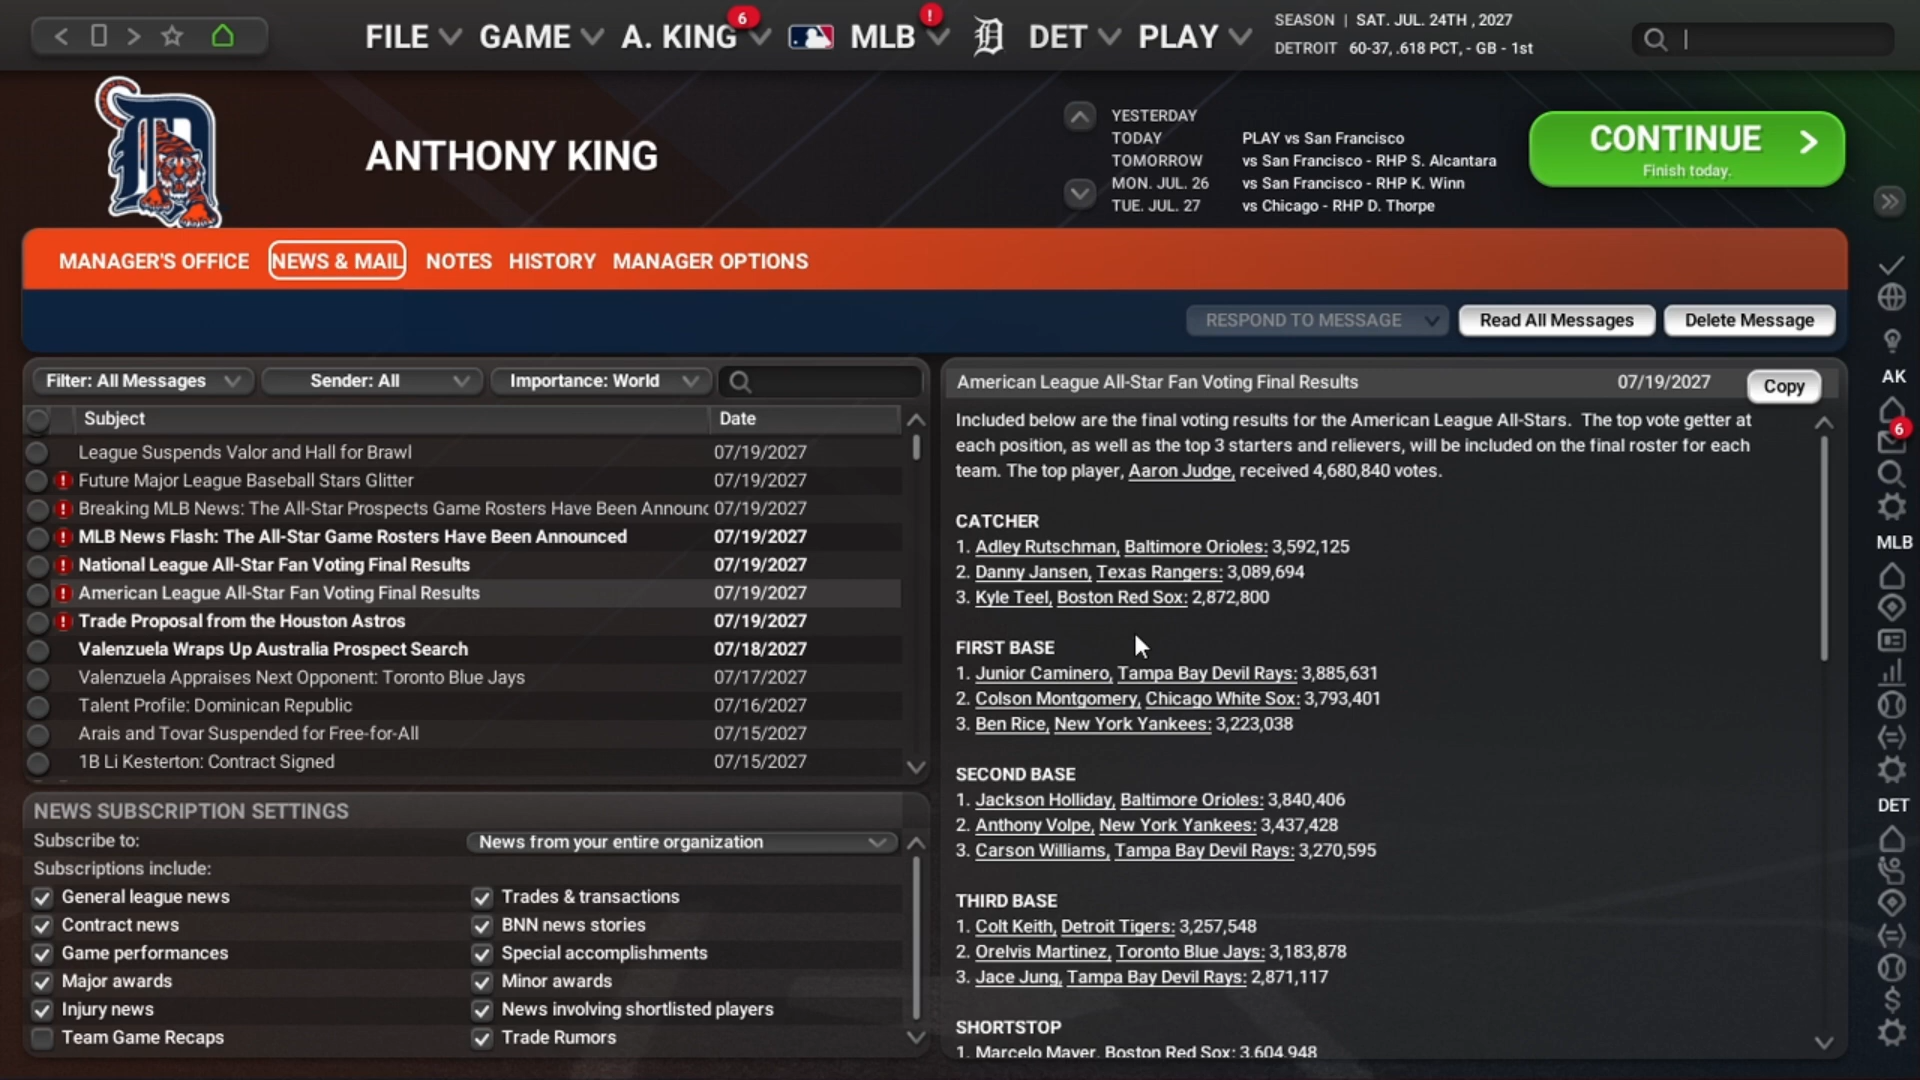 FILE GAME A. KING 6 MLB ! DET PLAY
SEASON | SAT. JUL. 24TH , 2027
DETROIT 60-37, .618 PCT, - GB - 1st
ANTHONY KING
YESTERDAY
TODAY PLAY vs San Francisco
TOMORROW vs San Francisco - RHP S. Alcantara
MON. JUL. 26 vs San Francisco - RHP K. Winn
TUE. JUL. 27 vs Chicago - RHP D. Thorpe
CONTINUE
Finish today.
MANAGER'S OFFICE NEWS & MAIL NOTES HISTORY MANAGER OPTIONS
RESPOND TO MESSAGE Read All Messages Delete Message
Filter: All Messages Sender: All Importance: World
Subject Date
League Suspends Valor and Hall for Brawl 07/19/2027
! Future Major League Baseball Stars Glitter 07/19/2027
! Breaking MLB News: The All-Star Prospects Game Rosters Have Been Announc 07/19/2027
! MLB News Flash: The All-Star Game Rosters Have Been Announced 07/19/2027
! National League All-Star Fan Voting Final Results 07/19/2027
! American League All-Star Fan Voting Final Results 07/19/2027
! Trade Proposal from the Houston Astros 07/19/2027
Valenzuela Wraps Up Australia Prospect Search 07/18/2027
Valenzuela Appraises Next Opponent: Toronto Blue Jays 07/17/2027
Talent Profile: Dominican Republic 07/16/2027
Arais and Tovar Suspended for Free-for-All 07/15/2027
1B Li Kesterton: Contract Signed 07/15/2027
NEWS SUBSCRIPTION SETTINGS
Subscribe to: News from your entire organization
Subscriptions include:
General league news Trades & transactions
Contract news BNN news stories
Game performances Special accomplishments
Major awards Minor awards
Injury news News involving shortlisted players
Team Game Recaps Trade Rumors
American League All-Star Fan Voting Final Results 07/19/2027 Copy
Included below are the final voting results for the American League All-Stars. The top vote getter at
each position, as well as the top 3 starters and relievers, will be included on the final roster for each
team. The top player, Aaron Judge, received 4,680,840 votes.
CATCHER
1. Adley Rutschman, Baltimore Orioles: 3,592,125
2. Danny Jansen, Texas Rangers: 3,089,694
3. Kyle Teel, Boston Red Sox: 2,872,800
FIRST BASE
1. Junior Caminero, Tampa Bay Devil Rays: 3,885,631
2. Colson Montgomery, Chicago White Sox: 3,793,401
3. Ben Rice, New York Yankees: 3,223,038
SECOND BASE
1. Jackson Holliday, Baltimore Orioles: 3,840,406
2. Anthony Volpe, New York Yankees: 3,437,428
3. Carson Williams, Tampa Bay Devil Rays: 3,270,595
THIRD BASE
1. Colt Keith, Detroit Tigers: 3,257,548
2. Orelvis Martinez, Toronto Blue Jays: 3,183,878
3. Jace Jung, Tampa Bay Devil Rays: 2,871,117
SHORTSTOP
1. Marcelo Mayer, Boston Red Sox: 3,604,948
AK
6
MLB
DET